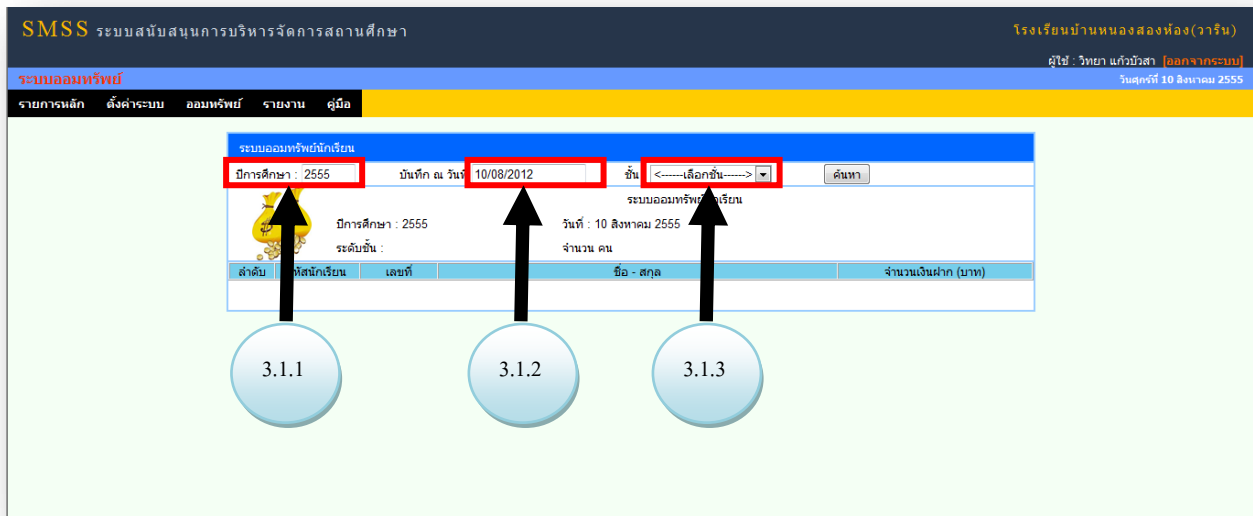 SMSS ระบบสนับสนุนการบริหารจัดการสถานศึกษา โรงเรียนบ้านหนองสองห้อง(วาริน)
ผู้ใช้ : วิทยา แก้วบัวสา [ออกจากระบบ]
ระบบออมทรัพย์ วันศุกร์ที่ 10 สิงหาคม 2555
รายการหลัก ตั้งค่าระบบ ออมทรัพย์ รายงาน คู่มือ
ระบบออมทรัพย์นักเรียน
ปีการศึกษา : 2555 บันทึก ณ วันที่ 10/08/2012 ชั้น <------เลือกชั้น------> ค้นหา
ระบบออมทรัพย์นักเรียน
ปีการศึกษา : 2555 วันที่ : 10 สิงหาคม 2555
ระดับชั้น : จำนวน คน
ลำดับ รหัสนักเรียน เลขที่ ชื่อ - สกุล จำนวนเงินฝาก (บาท)
3.1.1 3.1.2 3.1.3